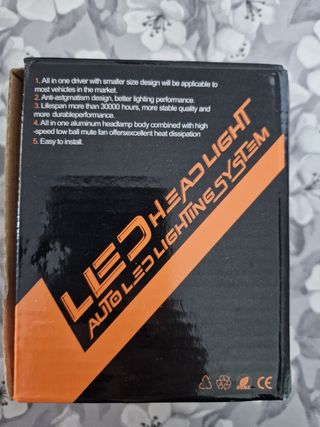 1. All in one driver with smaller size design will be applicable to
most vehicles in the market.
2. Anti-astgmatism design, better lighting performance.
3. Lifespan more than 30000 hours, more stable quality and
more durableperformance.
4. All in one aluminum headlamp body combined with high
-speed tow ball mute fan offersexcellent heat dissipation
5. Easy to install.
LED HEAD LIGHT
AUTO LED LIGHTING SYSTEM
CE